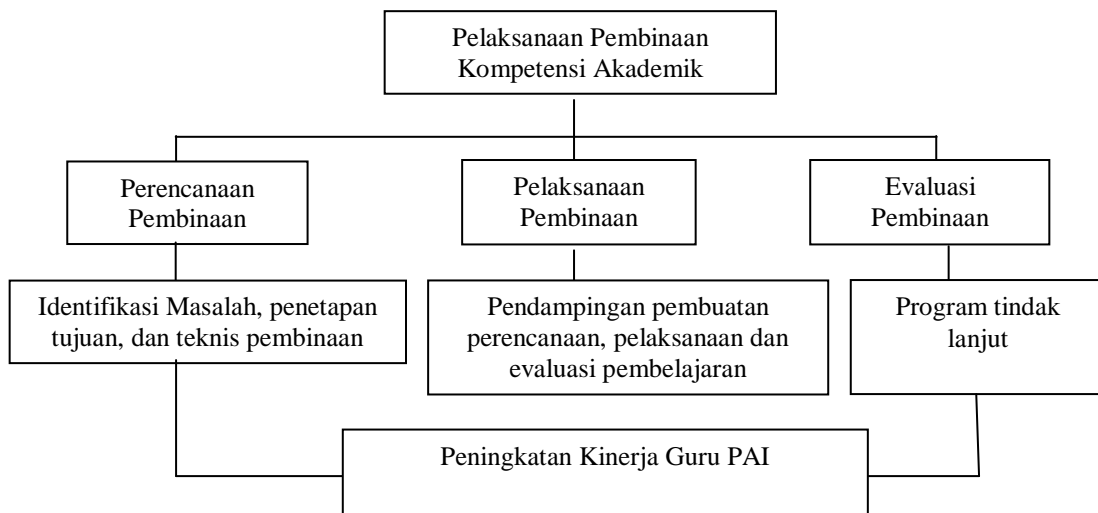 Pelaksanaan Pembinaan
Kompetensi Akademik
Perencanaan
Pembinaan
Pelaksanaan
Pembinaan
Evaluasi
Pembinaan
Identifikasi Masalah, penetapan
tujuan, dan teknis pembinaan
Pendampingan pembuatan
perencanaan, pelaksanaan dan
evaluasi pembelajaran
Program tindak
lanjut
Peningkatan Kinerja Guru PAI